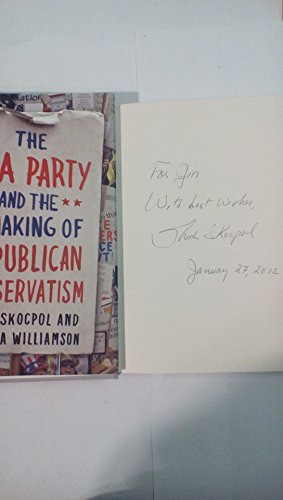 THE
A PARTY
AND THE
AKING OF
PUBLICAN
SERVATISM
SKOCPOL AND
A WILLIAMSON
For Jim
With best wishes,
Theda Skocpol
January 27, 2012